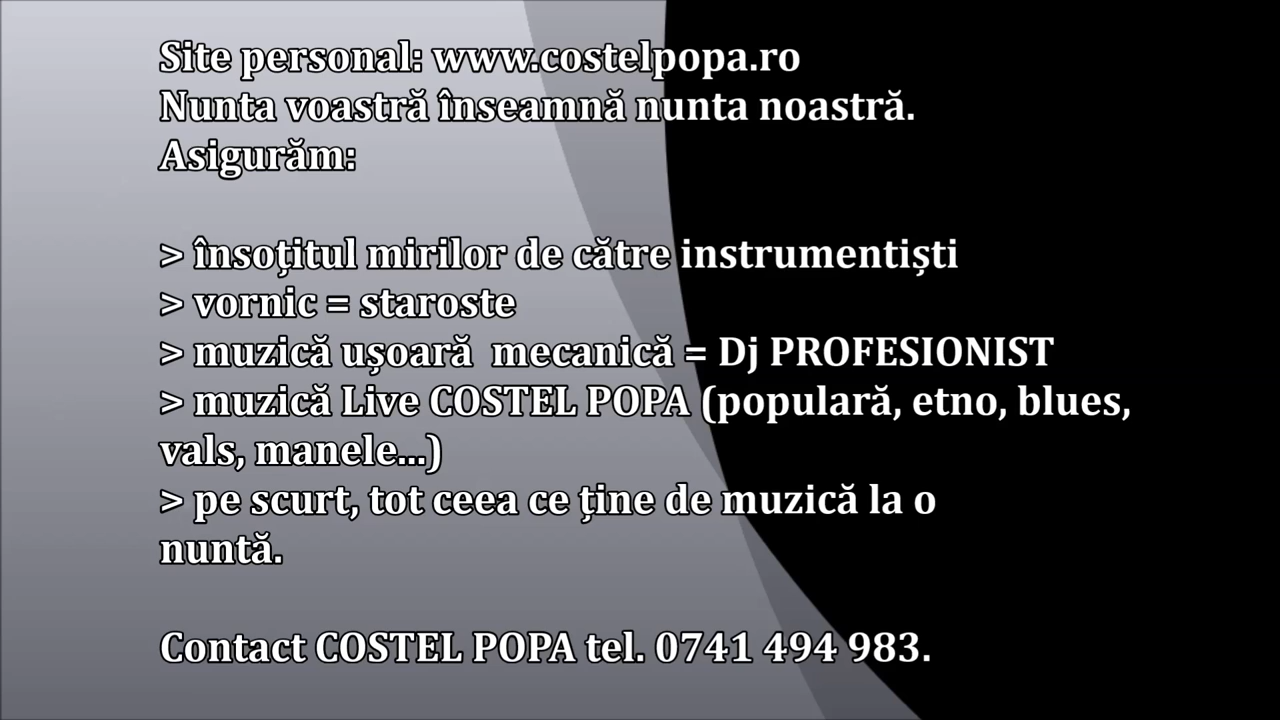 Site personal: www.costelpopa.ro
Nunta voastră înseamnă nunta noastră.
Asigurăm:
> însoțitul mirilor de către instrumentiști
> vornic = staroste
> muzică ușoară  mecanică = Dj PROFESIONIST
> muzică Live COSTEL POPA (populară, etno, blues,
vals, manele...)
> pe scurt, tot ceea ce ține de muzică la o
nuntă.
Contact COSTEL POPA tel. 0741 494 983.